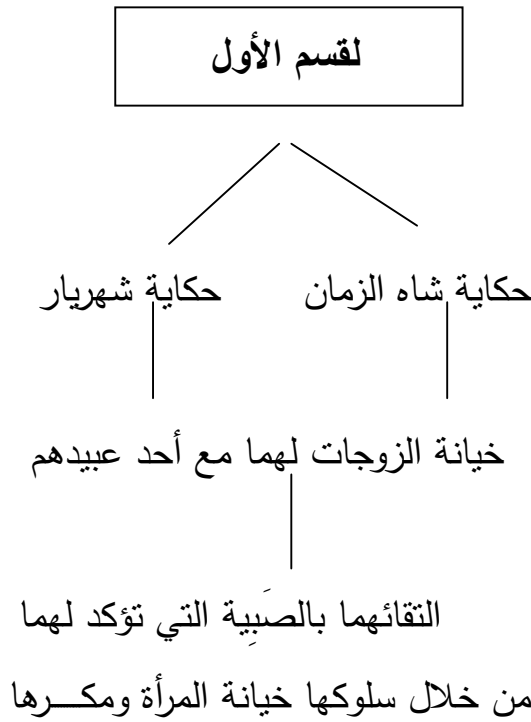 لقسم الأول
حكاية شاه الزمان حكاية شهريار
خيانة الزوجات لهما مع أحد عبيدهم
التقائهما بالصَبِية التي تؤكد لهما
من خلال سلوكها خيانة المرأة ومكــرها